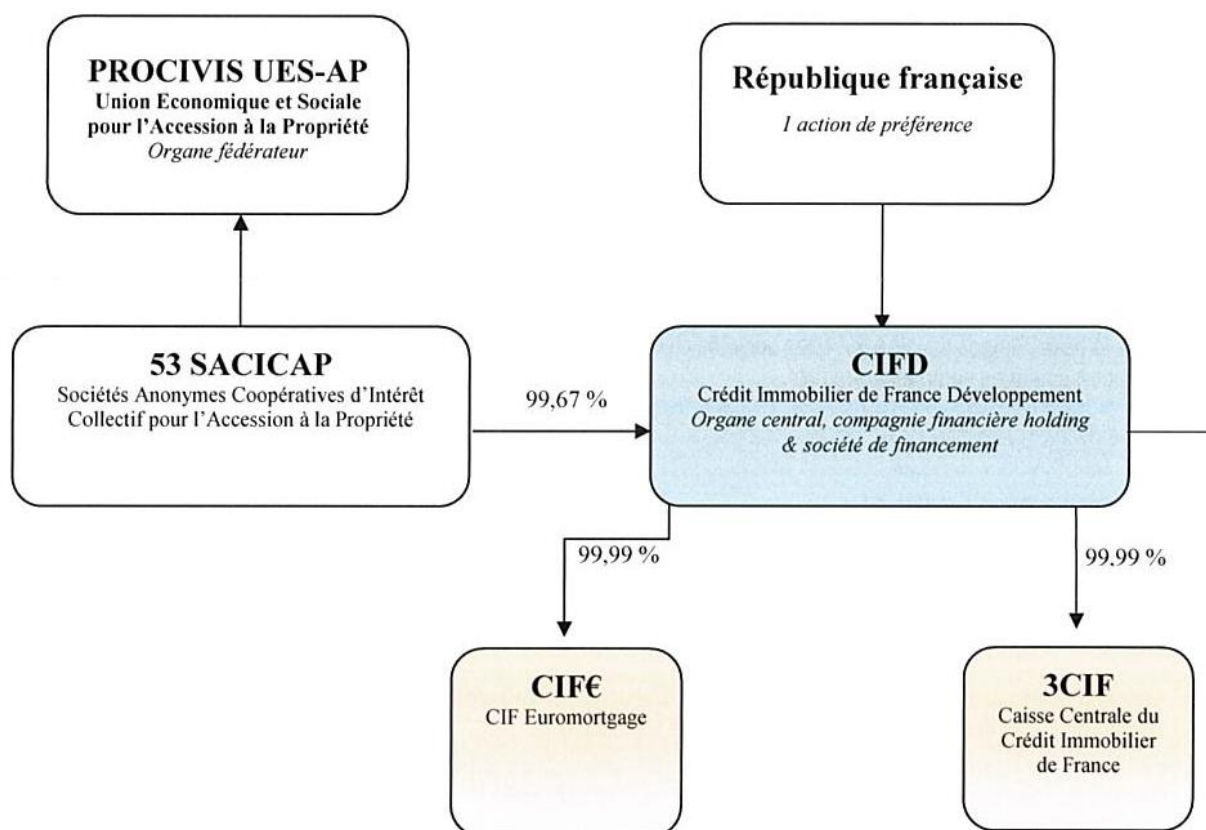 PROCIVIS UES-AP
Union Economique et Sociale
pour l'Accession à la Propriété
Organe fédérateur
République française
1 action de préférence
53 SACICAP
Sociétés Anonymes Coopératives d'Intérêt
Collectif pour l'Accession à la Propriété
99,67 %
CIFD
Crédit Immobilier de France Développement
Organe central, compagnie financière holding
& société de financement
99,99 %
99,99 %
CIF€
CIF Euromortgage
3CIF
Caisse Centrale du
Crédit Immobilier
de France